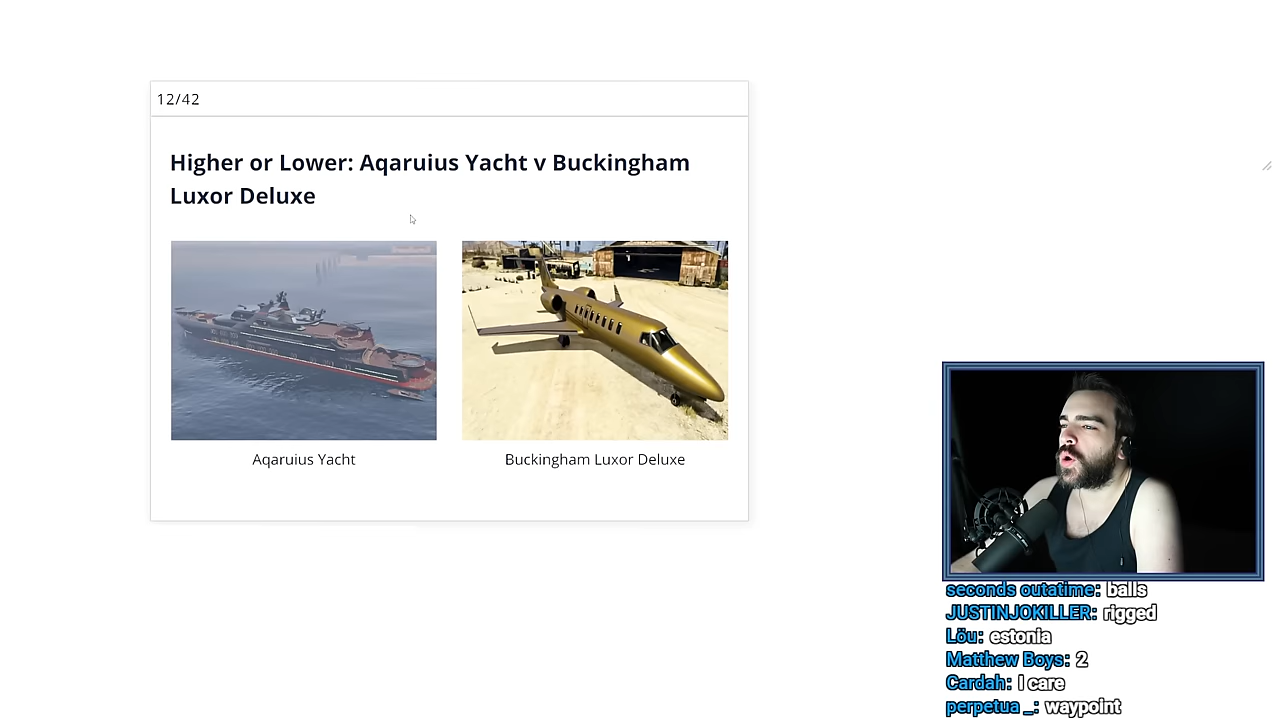 12/42
Higher or Lower: Aqaruius Yacht v Buckingham
Luxor Deluxe
Aqaruius Yacht
Buckingham Luxor Deluxe
seconds outatime: balls
JUSTINJOKILLER: rigged
Löu: estonia
Matthew Boys: 2
Cardah: I care
perpetua _: waypoint